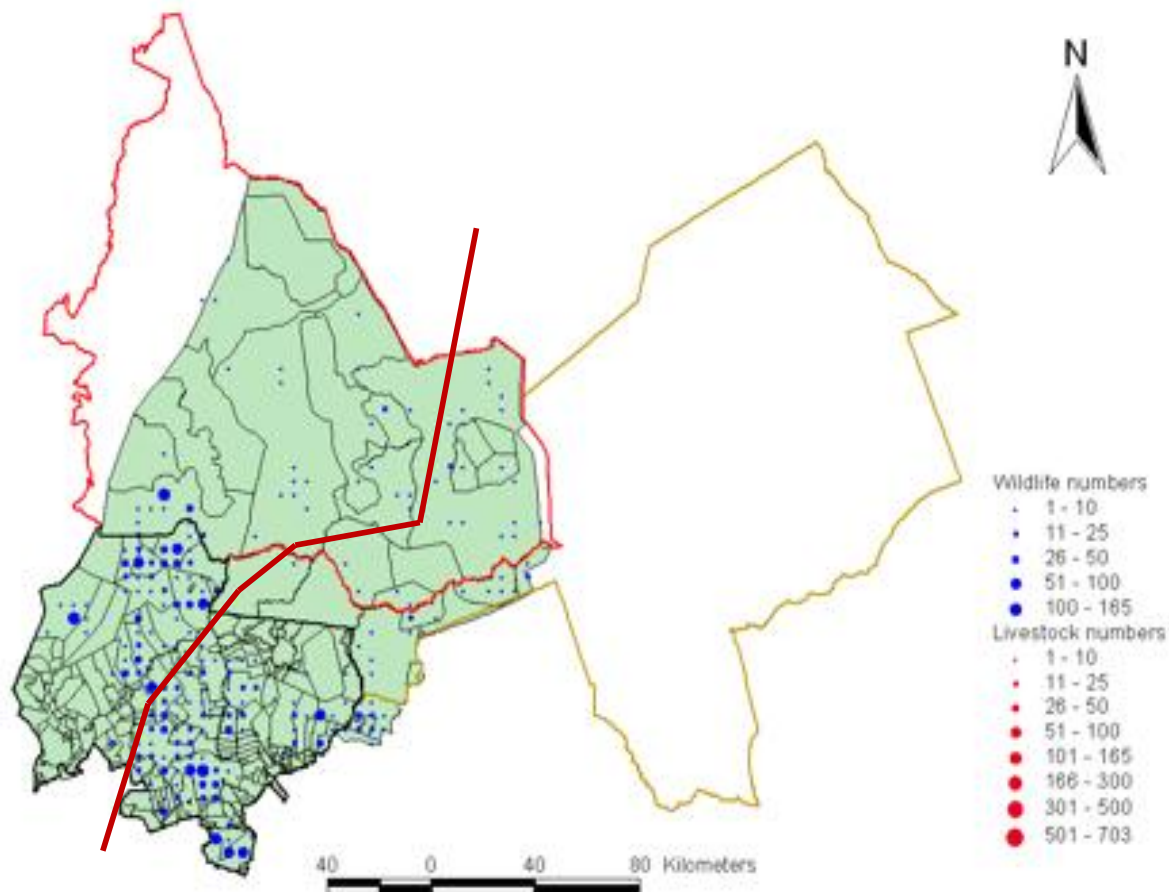 N
Wildlife numbers
1 - 10
11 - 25
26 - 50
51 - 100
100 - 165
Livestock numbers
1 - 10
11 - 25
26 - 50
51 - 100
101 - 165
166 - 300
301 - 500
501 - 703
40 0 40 80 Kilometers